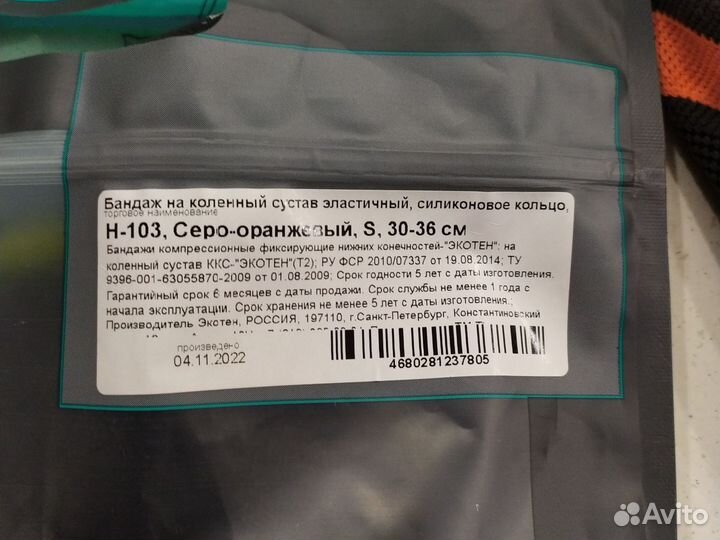 Бандаж на коленный сустав эластичный, силиконовое кольцо,
торговое наименование
Н-103, Серо-оранжевый, S, 30-36 см
Бандажи компрессионные фиксирующие нижних конечностей-"ЭКОТЕН": на
коленный сустав ККС-"ЭКОТЕН"(Т2); РУ ФСР 2010/07337 от 19.08.2014; ТУ
9396-001-63055870-2009 от 01.08.2009; Срок годности 5 лет с даты изготовления.
Гарантийный срок 6 месяцев с даты продажи. Срок службы не менее 1 года с
начала эксплуатации. Срок хранения не менее 5 лет с даты изготовления.;
Производитель Экотен, РОССИЯ, 197110, г.Санкт-Петербург, Константиновский
произведено
04.11.2022
4680281237805
Avito